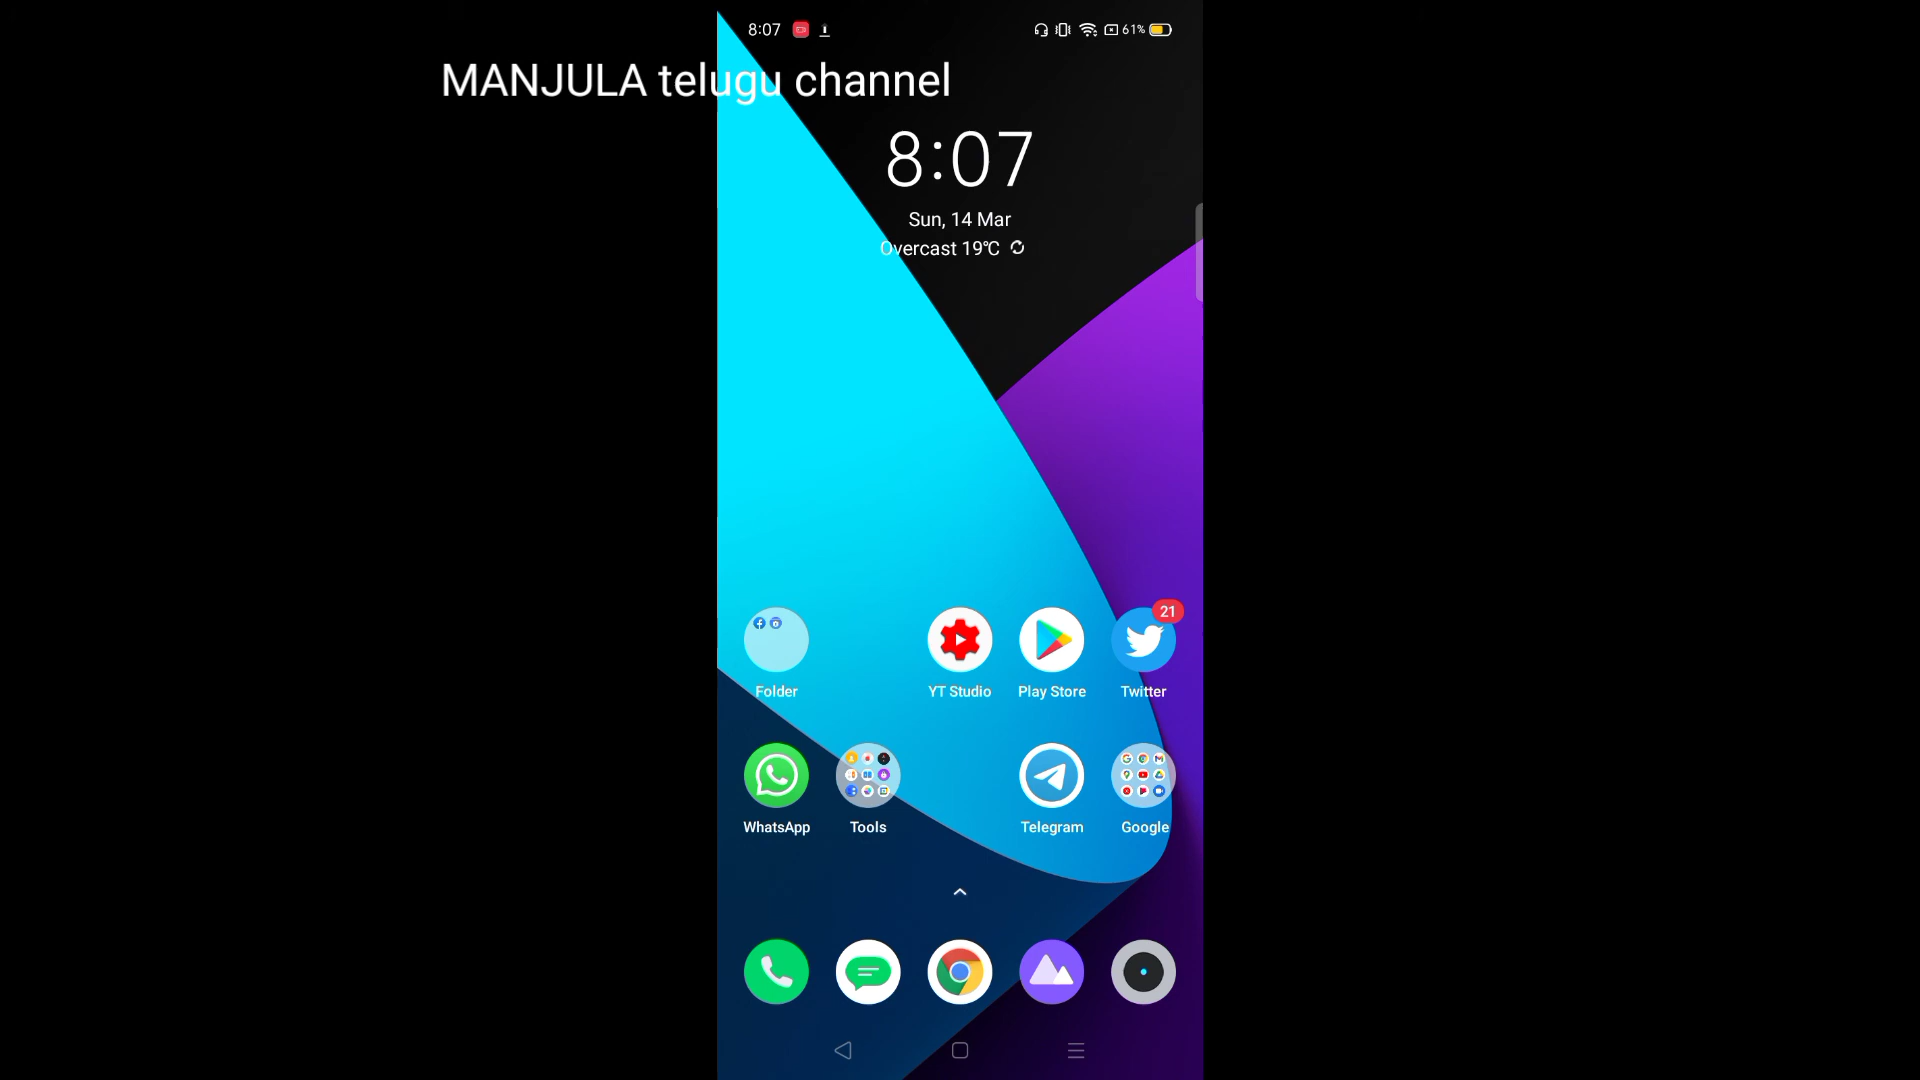 8:07 61%
MANJULA telugu channel
8:07
Sun, 14 Mar
Overcast 19℃
21
Folder YT Studio Play Store Twitter
WhatsApp Tools Telegram Google